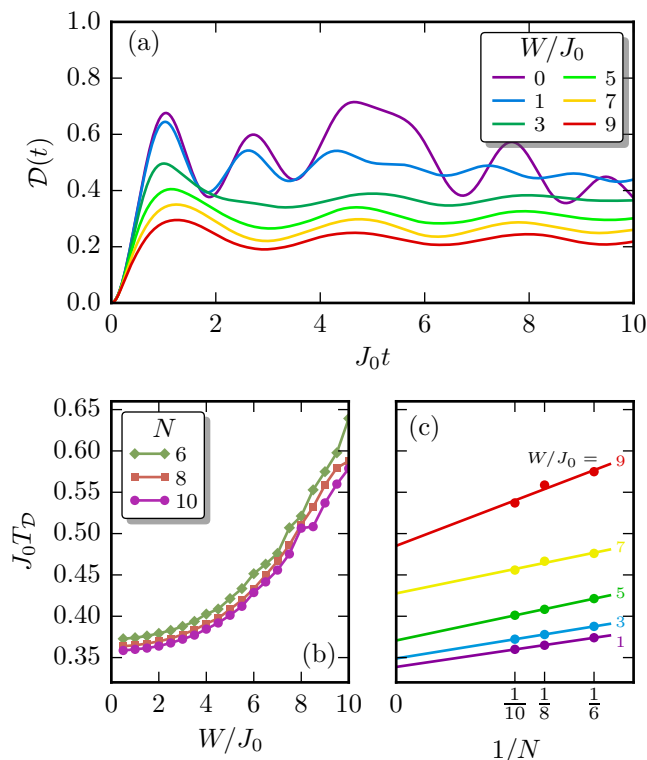 (a)
W/J₀
0 5
1 7
3 9
𝒟(t)
1.0
0.8
0.6
0.4
0.2
0.0
0 2 4 6 8 10
J₀t
(b)
N
6
8
10
J₀T_𝒟
0.65
0.60
0.55
0.50
0.45
0.40
0.35
0 2 4 6 8 10
W/J₀
(c)
W/J₀ = 9
7
5
3
1
0 1/10 1/8 1/6
1/N